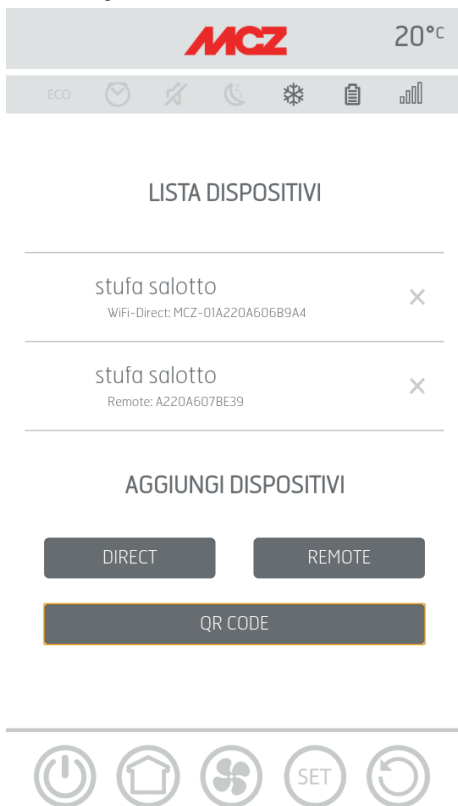 MCZ
20°C
ECO
LISTA DISPOSITIVI
stufa salotto
WiFi-Direct: MCZ-01A220A606B9A4
stufa salotto
Remote: A220A607BE39
AGGIUNGI DISPOSITIVI
DIRECT
REMOTE
QR CODE
SET